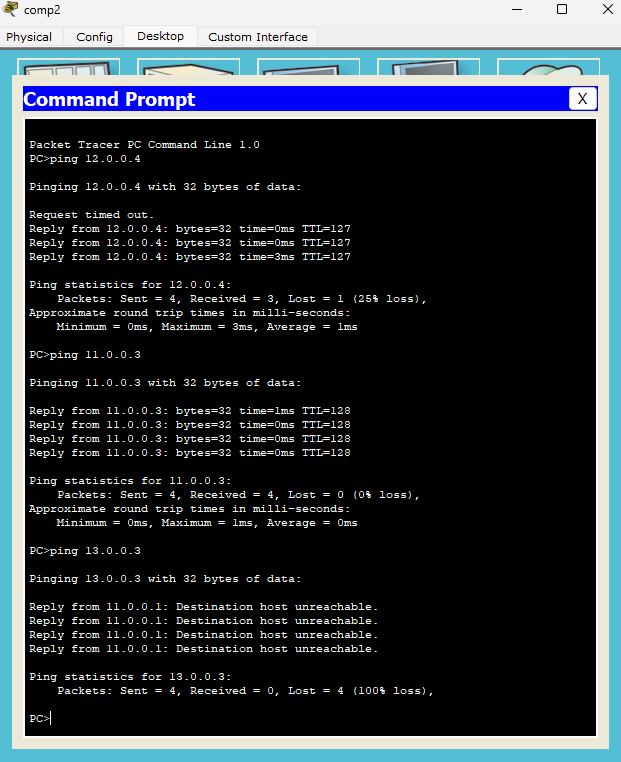 comp2
Physical Config Desktop Custom Interface
Command Prompt X
Packet Tracer PC Command Line 1.0
PC>ping 12.0.0.4
Pinging 12.0.0.4 with 32 bytes of data:
Request timed out.
Reply from 12.0.0.4: bytes=32 time=0ms TTL=127
Reply from 12.0.0.4: bytes=32 time=0ms TTL=127
Reply from 12.0.0.4: bytes=32 time=3ms TTL=127
Ping statistics for 12.0.0.4:
    Packets: Sent = 4, Received = 3, Lost = 1 (25% loss),
Approximate round trip times in milli-seconds:
    Minimum = 0ms, Maximum = 3ms, Average = 1ms
PC>ping 11.0.0.3
Pinging 11.0.0.3 with 32 bytes of data:
Reply from 11.0.0.3: bytes=32 time=1ms TTL=128
Reply from 11.0.0.3: bytes=32 time=0ms TTL=128
Reply from 11.0.0.3: bytes=32 time=0ms TTL=128
Reply from 11.0.0.3: bytes=32 time=0ms TTL=128
Ping statistics for 11.0.0.3:
    Packets: Sent = 4, Received = 4, Lost = 0 (0% loss),
Approximate round trip times in milli-seconds:
    Minimum = 0ms, Maximum = 1ms, Average = 0ms
PC>ping 13.0.0.3
Pinging 13.0.0.3 with 32 bytes of data:
Reply from 11.0.0.1: Destination host unreachable.
Reply from 11.0.0.1: Destination host unreachable.
Reply from 11.0.0.1: Destination host unreachable.
Reply from 11.0.0.1: Destination host unreachable.
Ping statistics for 13.0.0.3:
    Packets: Sent = 4, Received = 0, Lost = 4 (100% loss),
PC>